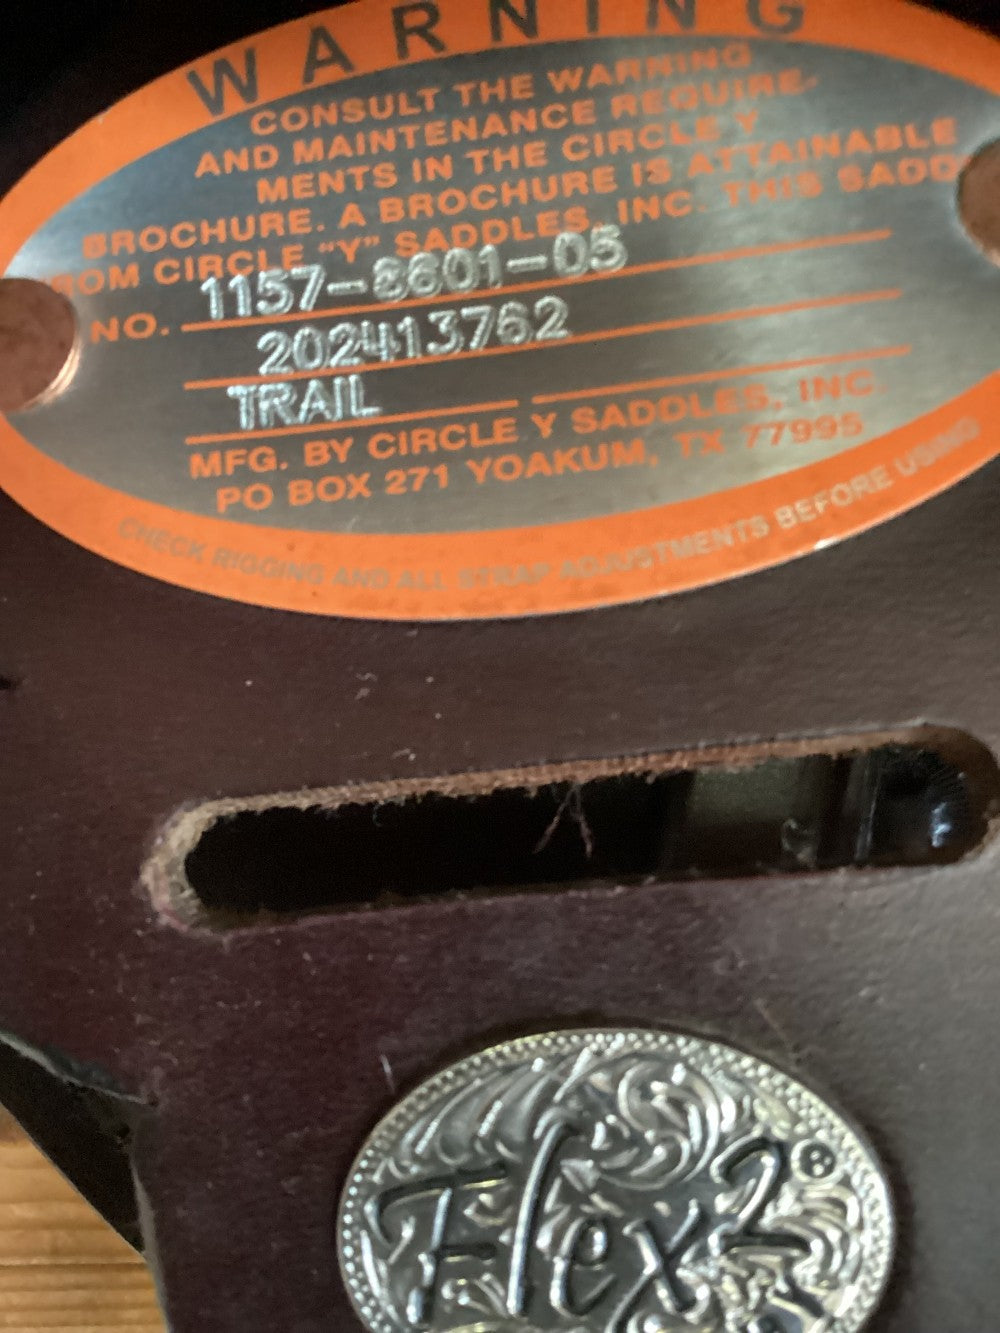 WARNING
CONSULT THE WARNING
AND MAINTENANCE REQUIRE-
MENTS IN THE CIRCLE Y
BROCHURE. A BROCHURE IS ATTAINABLE
ROM CIRCLE "Y" SADDLES, INC. THIS SADD
NO. 1157-8601-05
202413762
TRAIL
MFG. BY CIRCLE Y SADDLES, INC.
PO BOX 271 YOAKUM, TX 77995
CHECK RIGGING AND ALL STRAP ADJUSTMENTS BEFORE USING
Flex2®